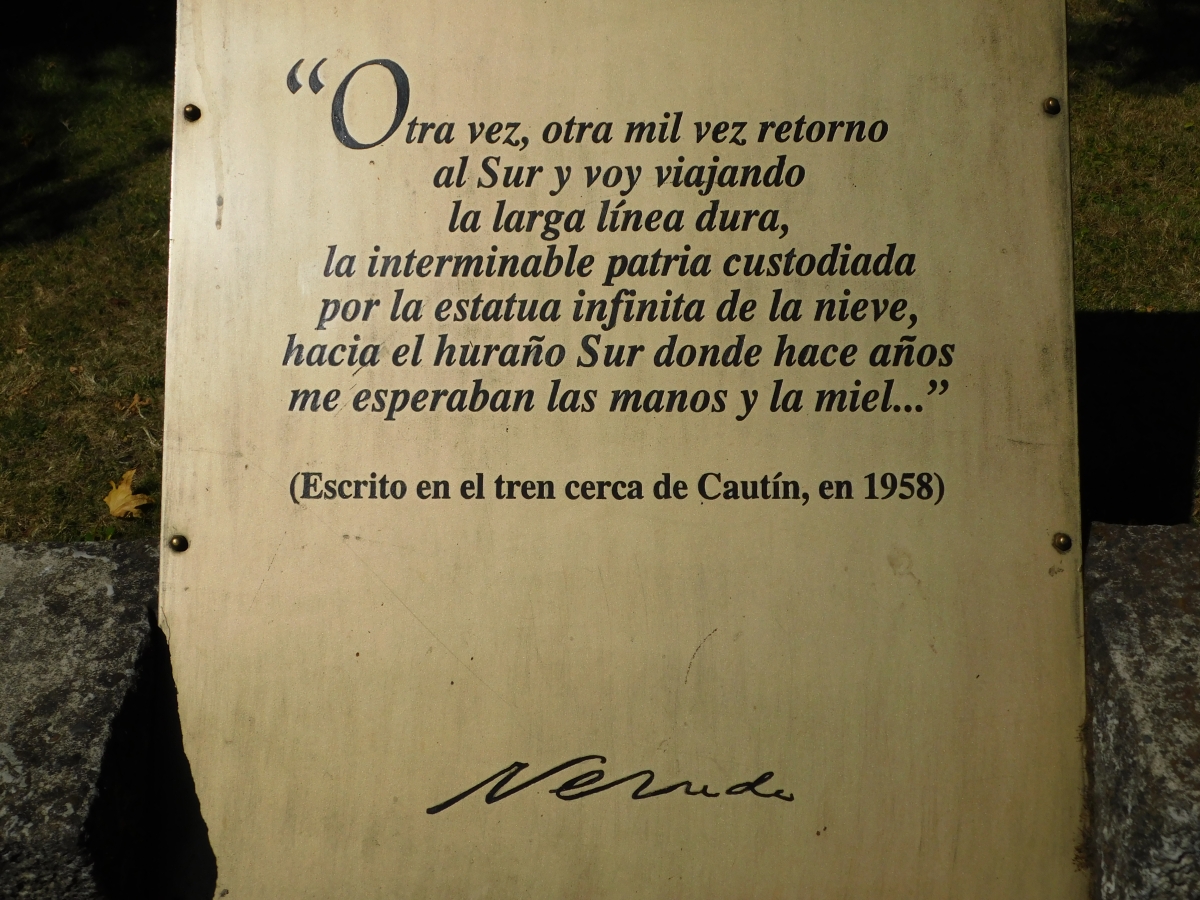 “Otra vez, otra mil vez retorno
al Sur y voy viajando
la larga línea dura,
la interminable patria custodiada
por la estatua infinita de la nieve,
hacia el huraño Sur donde hace años
me esperaban las manos y la miel...”
(Escrito en el tren cerca de Cautín, en 1958)
Neruda